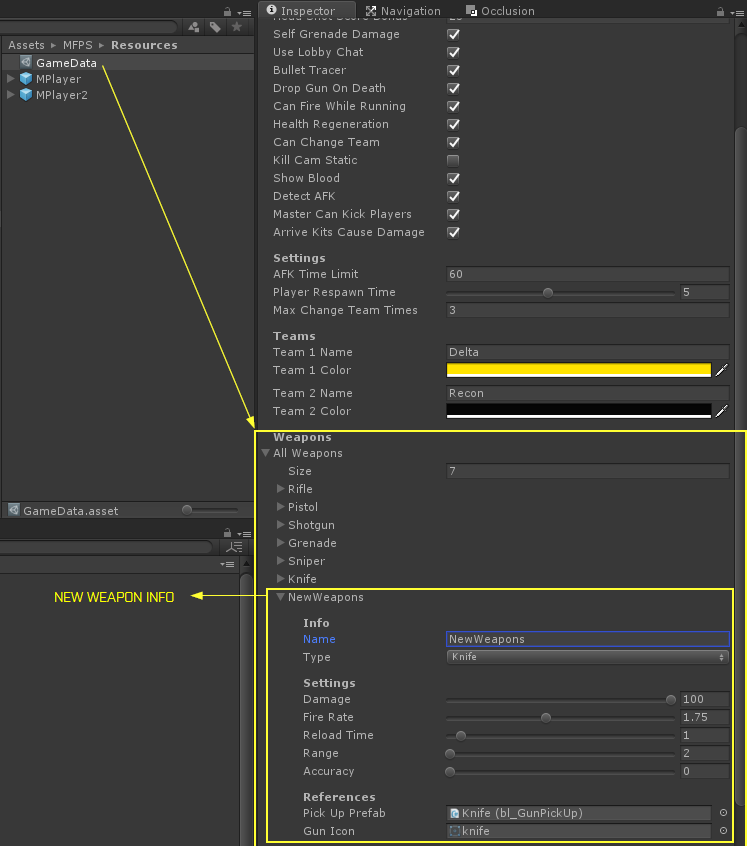 Inspector
Navigation
Occlusion
Assets ▸ MFPS ▸ Resources
GameData
MPlayer
MPlayer2
GameData.asset
NEW WEAPON INFO
Head Shot Score Bonus
Self Grenade Damage
Use Lobby Chat
Bullet Tracer
Drop Gun On Death
Can Fire While Running
Health Regeneration
Can Change Team
Kill Cam Static
Show Blood
Detect AFK
Master Can Kick Players
Arrive Kits Cause Damage
Settings
AFK Time Limit 60
Player Respawn Time 5
Max Change Team Times 3
Teams
Team 1 Name Delta
Team 1 Color
Team 2 Name Recon
Team 2 Color
Weapons
All Weapons
Size 7
Rifle
Pistol
Shotgun
Grenade
Sniper
Knife
NewWeapons
Info
Name NewWeapons
Type Knife
Settings
Damage 100
Fire Rate 1.75
Reload Time 1
Range 2
Accuracy 0
References
Pick Up Prefab Knife (bl_GunPickUp)
Gun Icon knife